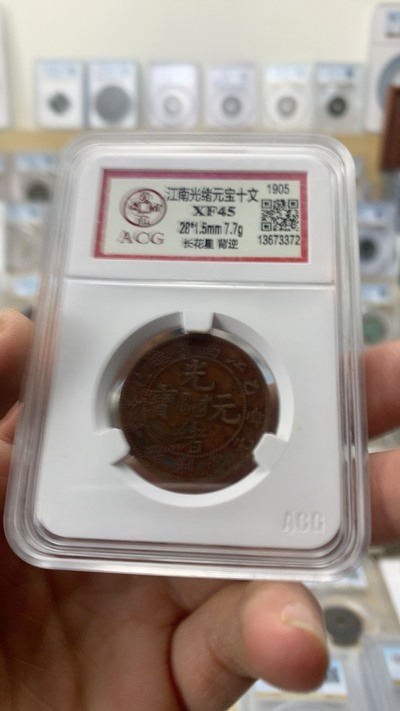 江南光绪元宝十文
1905
XF45
28*1.5mm 7.7g
ACG
长花星 背逆
13673372
光
寶 元
緒
ACG